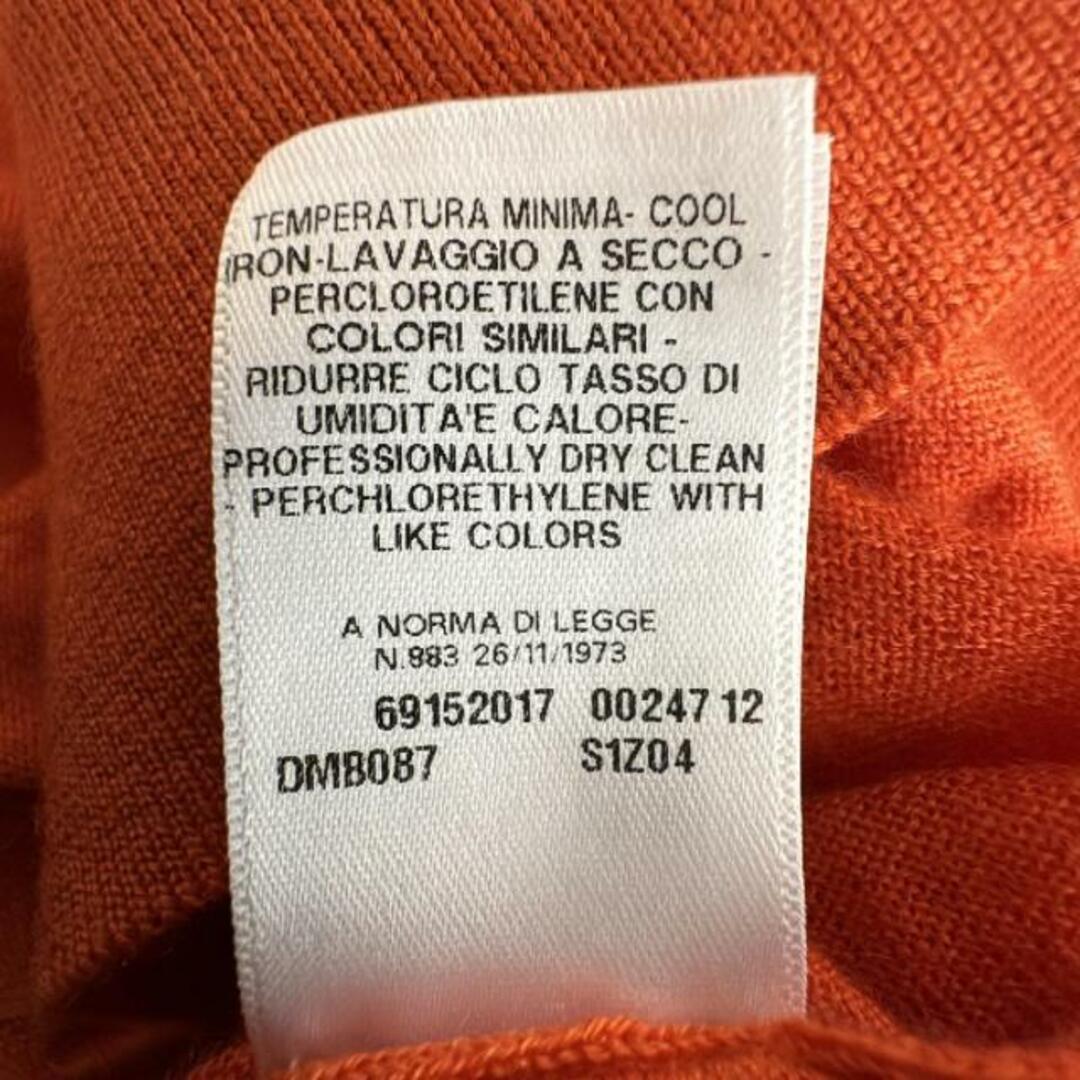 TEMPERATURA MINIMA- COOL
IRON-LAVAGGIO A SECCO -
PERCLOROETILENE CON
COLORI SIMILARI -
RIDURRE CICLO TASSO DI
UMIDITA'E CALORE-
PROFESSIONALLY DRY CLEAN
- PERCHLORETHYLENE WITH
LIKE COLORS
A NORMA DI LEGGE
N.883 26/11/1973
69152017 00247 12
DMB087 S1Z04